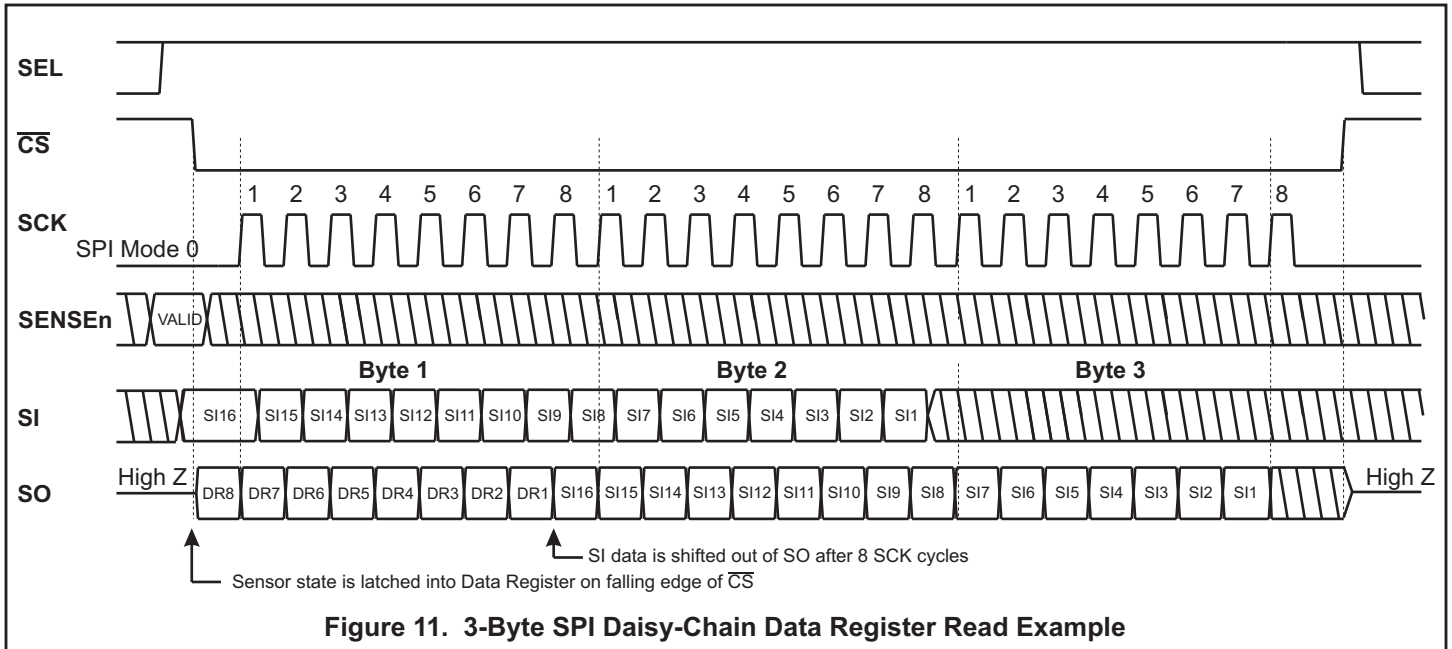 SEL
C̅S̅
1 2 3 4 5 6 7 8 1 2 3 4 5 6 7 8 1 2 3 4 5 6 7 8
SCK
SPI Mode 0
SENSEn VALID
Byte 1 Byte 2 Byte 3
SI SI16 SI15 SI14 SI13 SI12 SI11 SI10 SI9 SI8 SI7 SI6 SI5 SI4 SI3 SI2 SI1
High Z High Z
SO DR8 DR7 DR6 DR5 DR4 DR3 DR2 DR1 SI16 SI15 SI14 SI13 SI12 SI11 SI10 SI9 SI8 SI7 SI6 SI5 SI4 SI3 SI2 SI1
SI data is shifted out of SO after 8 SCK cycles
Sensor state is latched into Data Register on falling edge of C̅S̅
Figure 11. 3-Byte SPI Daisy-Chain Data Register Read Example